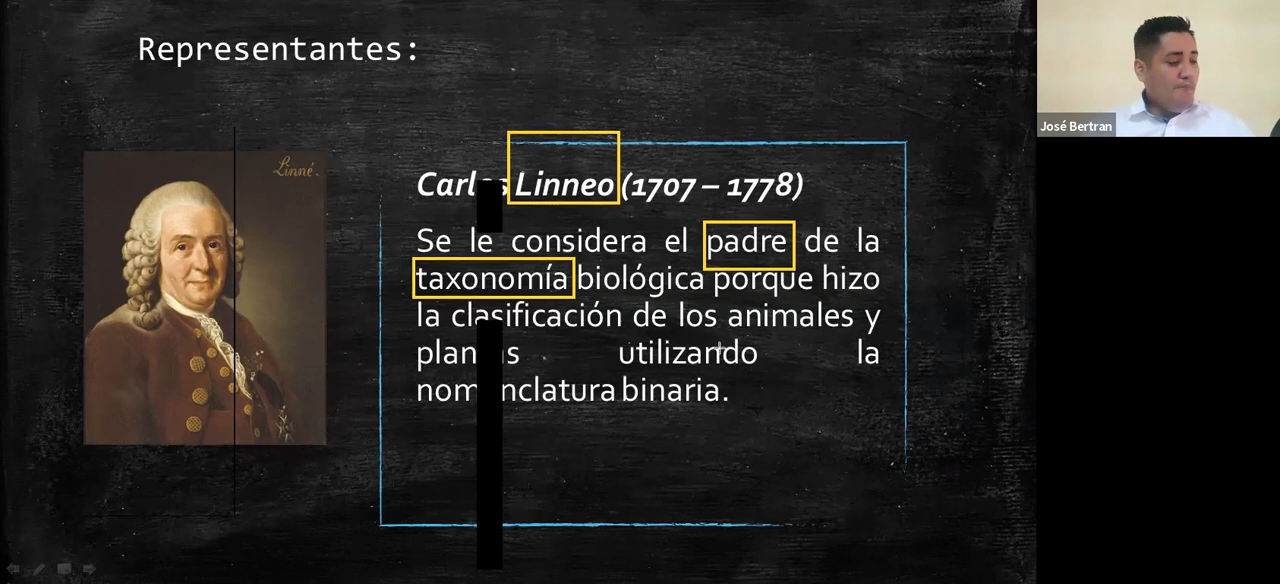 Representantes:
Linné.
Linneo (1707 – 1778)
Se le considera el padre de la
taxonomía biológica porque hizo
la clasificación de los animales y
utilizando la
binaria.
José Bertran